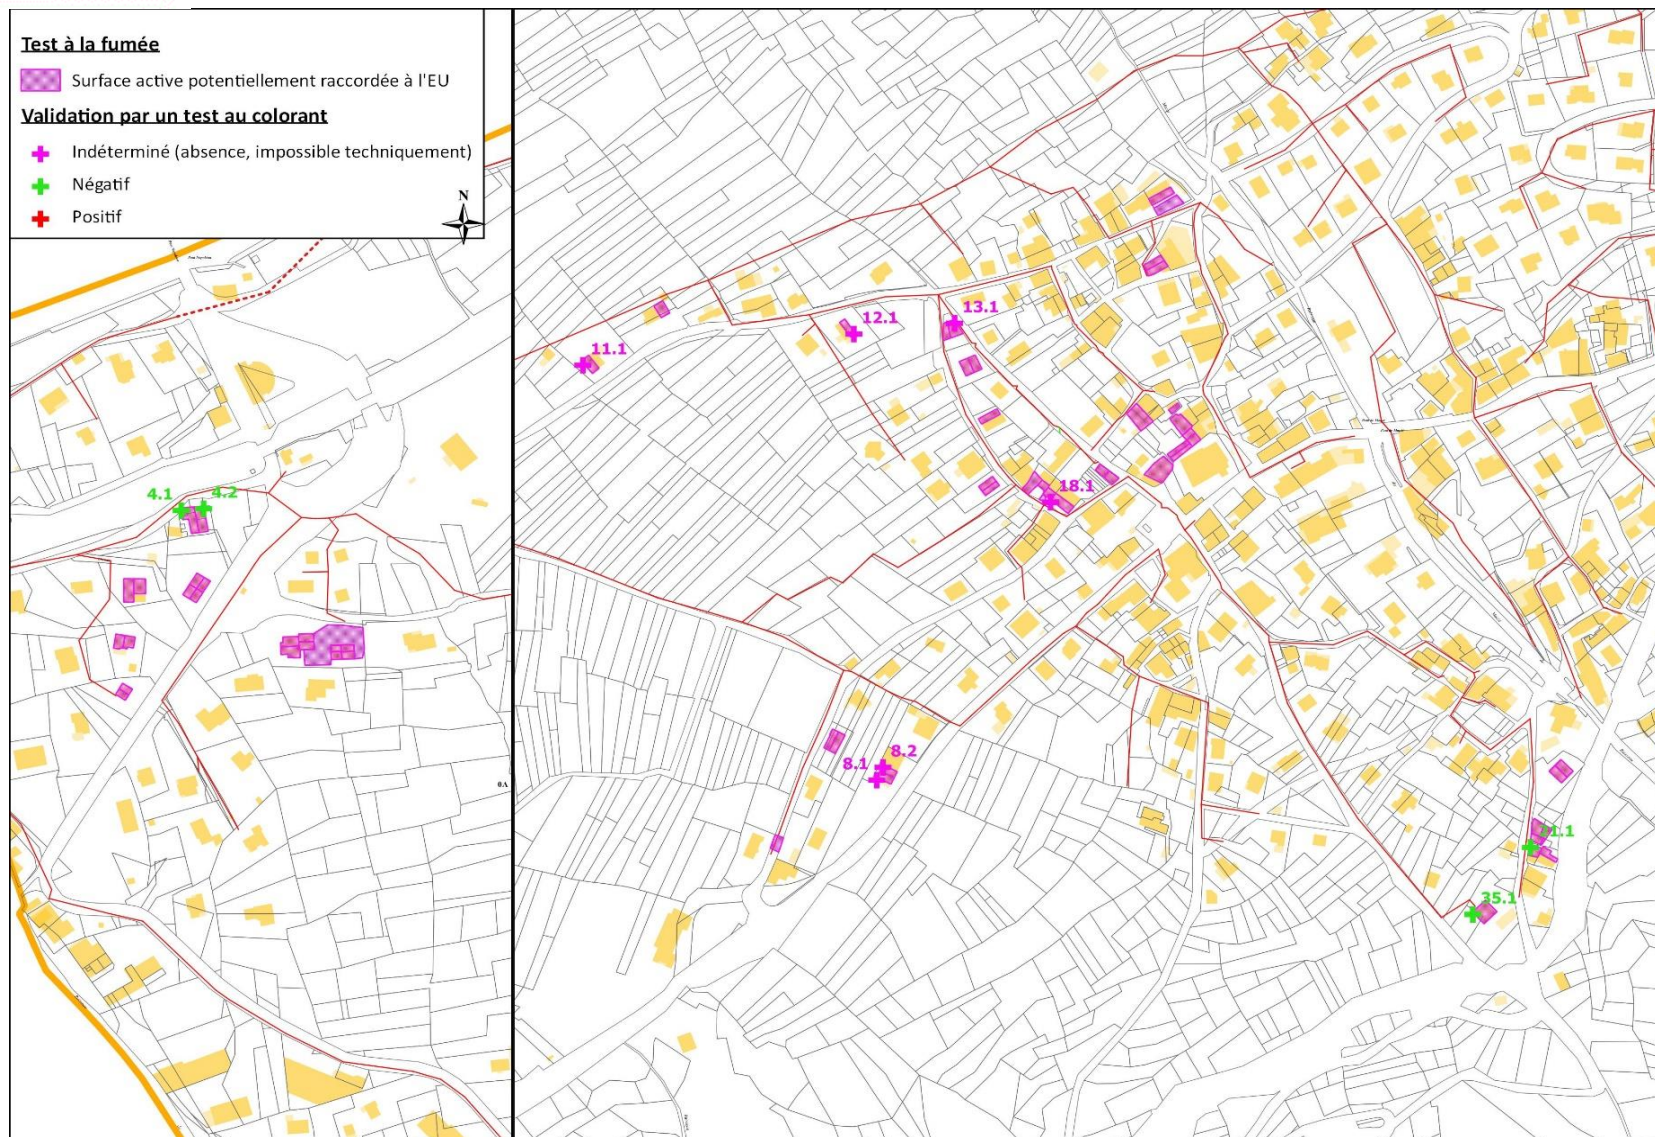 Test à la fumée
Surface active potentiellement raccordée à l'EU
Validation par un test au colorant
Indéterminé (absence, impossible techniquement)
Négatif
Positif
N
12.1
13.1
11.1
4.1
4.2
18.1
8.2
8.1
0A
35.1